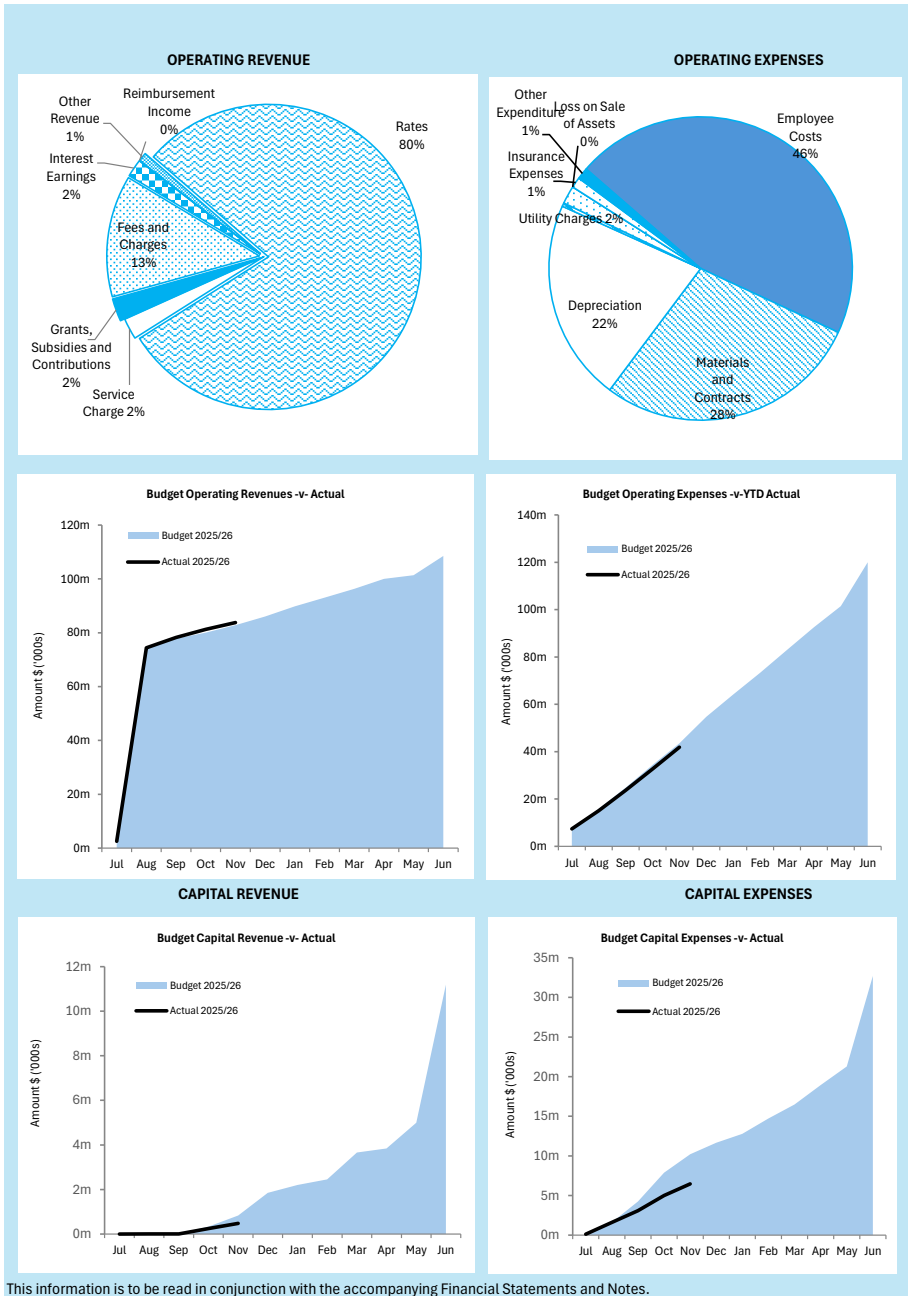 OPERATING REVENUE
OPERATING EXPENSES
Other
Revenue
1%
Reimbursement
Income
0%
Rates
80%
Interest
Earnings
2%
Fees and
Charges
13%
Grants,
Subsidies and
Contributions
2%
Service
Charge 2%
Other
Expenditure
1%
Loss on Sale
of Assets
0%
Employee
Costs
46%
Insurance
Expenses
1%
Utility Charges 2%
Depreciation
22%
Materials
and
Contracts
28%
Budget Operating Revenues -v- Actual
Budget 2025/26
Actual 2025/26
Amount $ ('000s)
120m
100m
80m
60m
40m
20m
0m
Jul Aug Sep Oct Nov Dec Jan Feb Mar Apr May Jun
Budget Operating Expenses -v-YTD Actual
Budget 2025/26
Actual 2025/26
Amount $ ('000s)
140m
120m
100m
80m
60m
40m
20m
0m
Jul Aug Sep Oct Nov Dec Jan Feb Mar Apr May Jun
CAPITAL REVENUE
CAPITAL EXPENSES
Budget Capital Revenue -v- Actual
Budget 2025/26
Actual 2025/26
Amount $ ('000s)
12m
10m
8m
6m
4m
2m
0m
Jul Aug Sep Oct Nov Dec Jan Feb Mar Apr May Jun
Budget Capital Expenses -v- Actual
Budget 2025/26
Actual 2025/26
Amount $ ('000s)
35m
30m
25m
20m
15m
10m
5m
0m
Jul Aug Sep Oct Nov Dec Jan Feb Mar Apr May Jun
This information is to be read in conjunction with the accompanying Financial Statements and Notes.